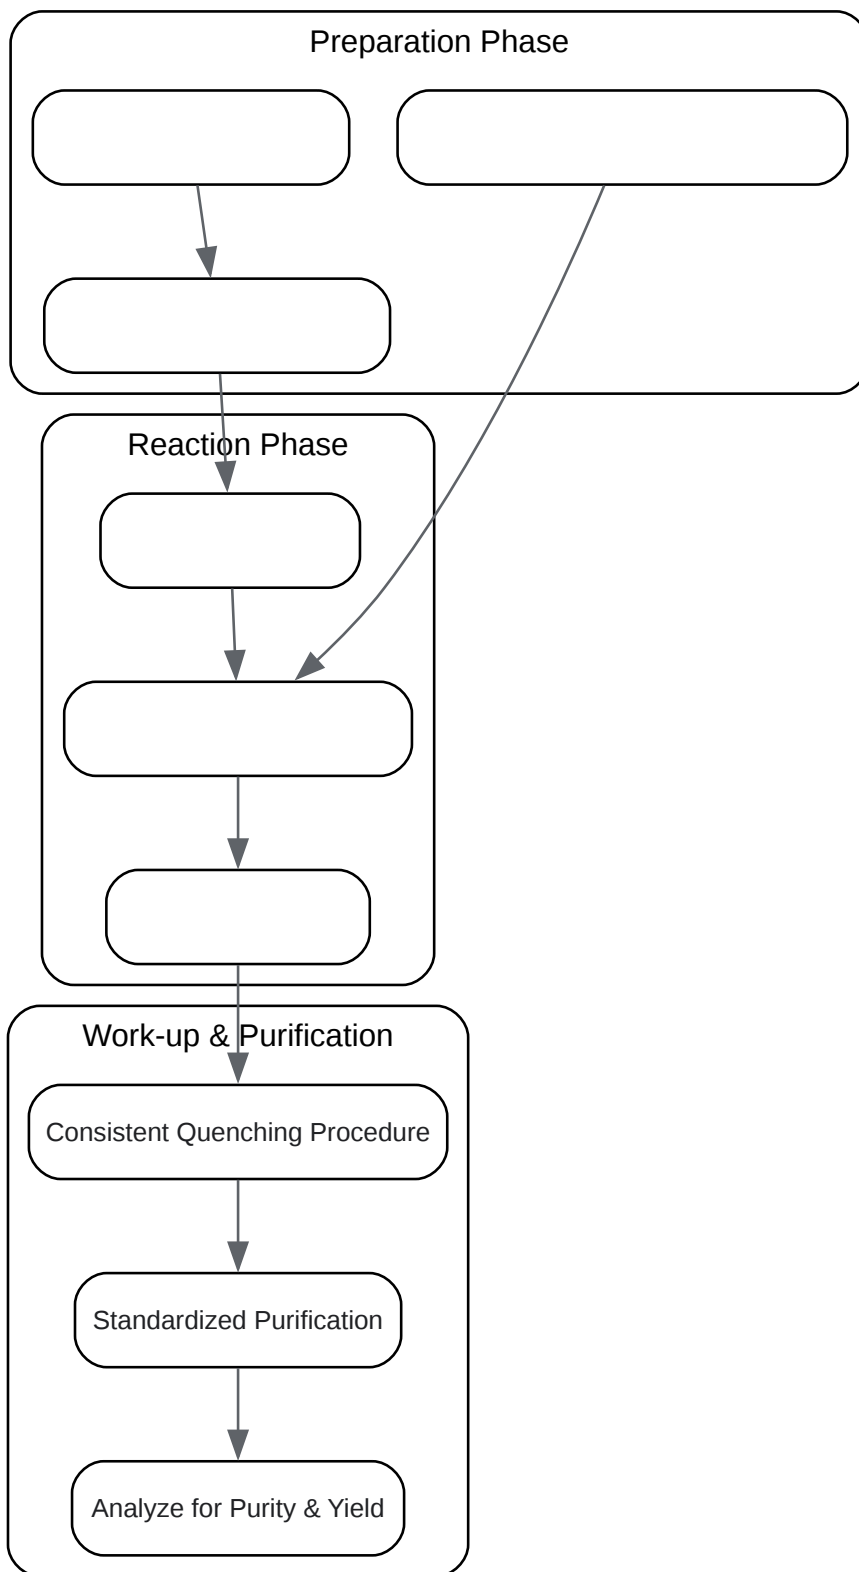 Preparation Phase
Reaction Phase
Work-up & Purification
Consistent Quenching Procedure
Standardized Purification
Analyze for Purity & Yield